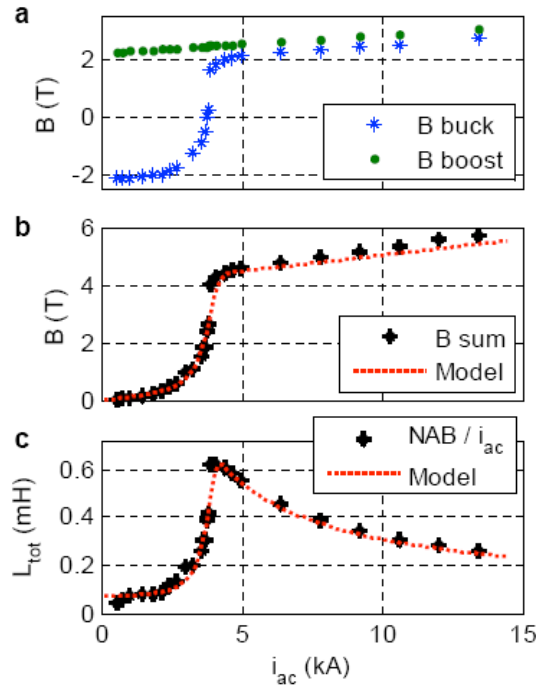 a
B (T)
2
0
-2
B buck
B boost
b
B (T)
6
4
2
0
B sum
Model
c
L_tot (mH)
0.6
0.4
0.2
0
NAB / i_ac
Model
0
5
10
15
i_ac (kA)